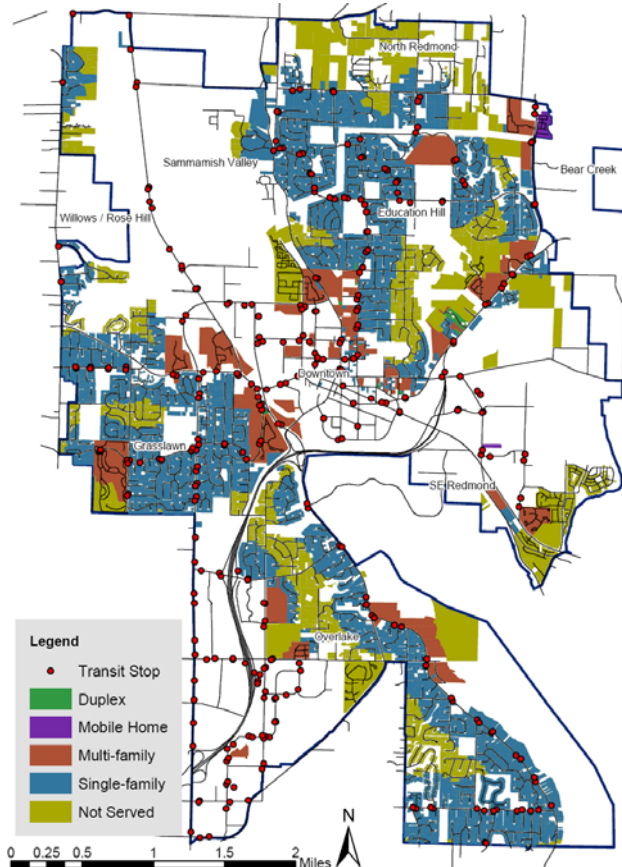 North Redmond
Sammamish Valley
Bear Creek
Willows / Rose Hill
Education Hill
Downtown
Grasslawn
SE Redmond
Overlake
Legend
Transit Stop
Duplex
Mobile Home
Multi-family
Single-family
Not Served
N
0 0.25 0.5 1 1.5 2
Miles